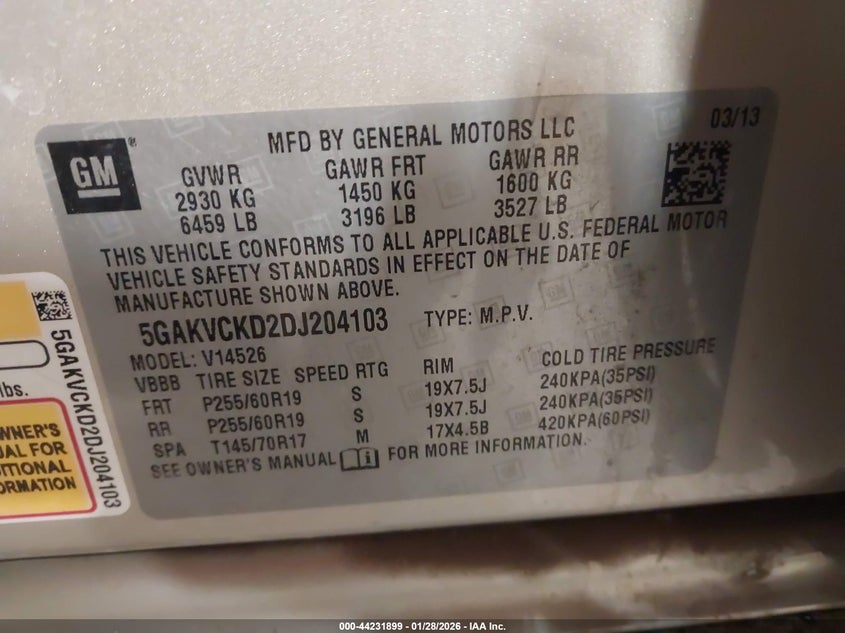 03/13
MFD BY GENERAL MOTORS LLC
GM®
GVWR GAWR FRT GAWR RR
2930 KG 1450 KG 1600 KG
6459 LB 3196 LB 3527 LB
THIS VEHICLE CONFORMS TO ALL APPLICABLE U.S. FEDERAL MOTOR
VEHICLE SAFETY STANDARDS IN EFFECT ON THE DATE OF
MANUFACTURE SHOWN ABOVE.
5GAKVCKD2DJ204103 TYPE: M.P.V.
MODEL: V14526
VBBB TIRE SIZE SPEED RTG RIM COLD TIRE PRESSURE
FRT P255/60R19 S 19X7.5J 240KPA(35PSI)
RR P255/60R19 S 19X7.5J 240KPA(35PSI)
SPA T145/70R17 M 17X4.5B 420KPA(60PSI)
SEE OWNER'S MANUAL FOR MORE INFORMATION.
5GAKVCKD2DJ204103
lbs.
WNER'S
UAL FOR
ITIONAL
ORMATION
000-44231899 - 01/28/2026 - IAA Inc.